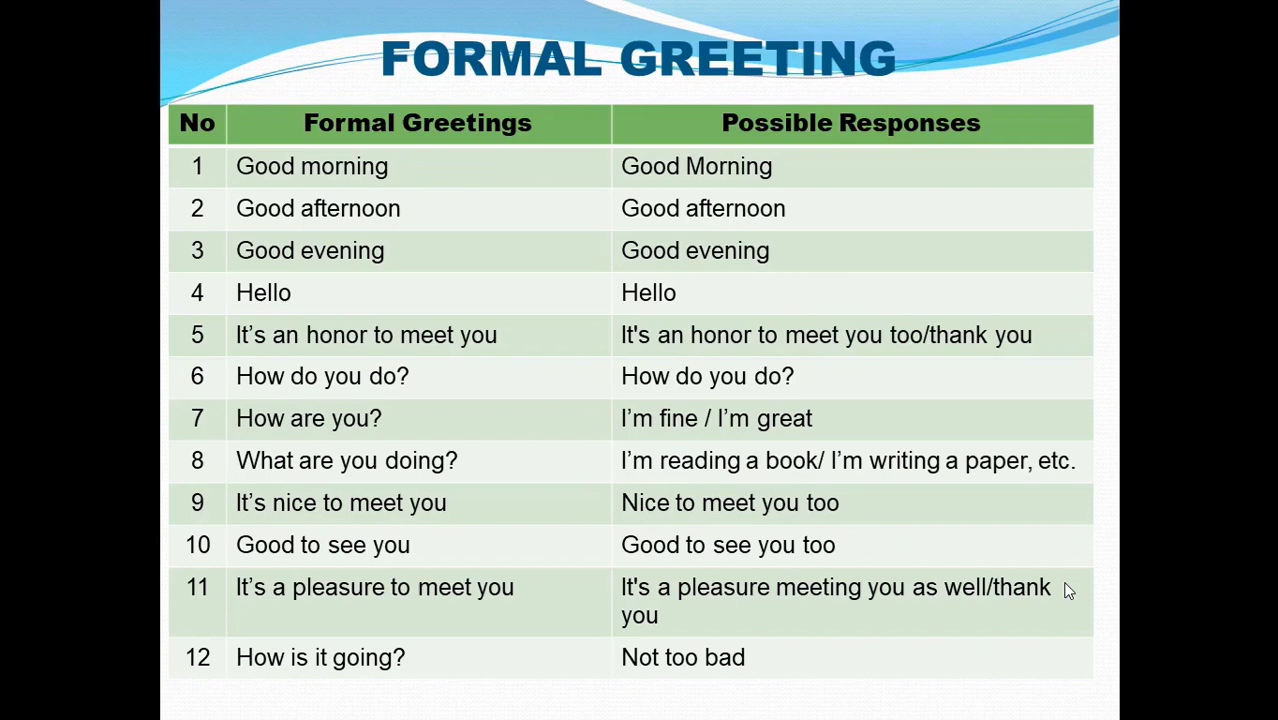 FORMAL GREETING
No Formal Greetings Possible Responses
1 Good morning Good Morning
2 Good afternoon Good afternoon
3 Good evening Good evening
4 Hello Hello
5 It’s an honor to meet you It's an honor to meet you too/thank you
6 How do you do? How do you do?
7 How are you? I’m fine / I’m great
8 What are you doing? I’m reading a book/ I’m writing a paper, etc.
9 It’s nice to meet you Nice to meet you too
10 Good to see you Good to see you too
11 It’s a pleasure to meet you It's a pleasure meeting you as well/thank
you
12 How is it going? Not too bad